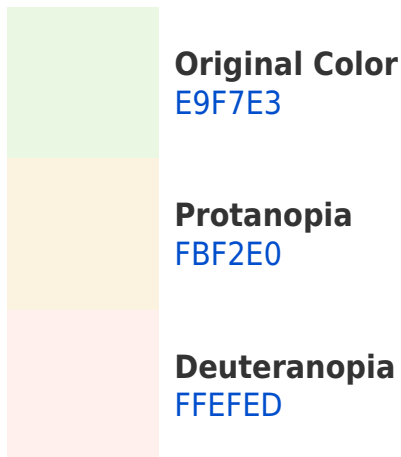 Original Color
E9F7E3
Protanopia
FBF2E0
Deuteranopia
FFEFED